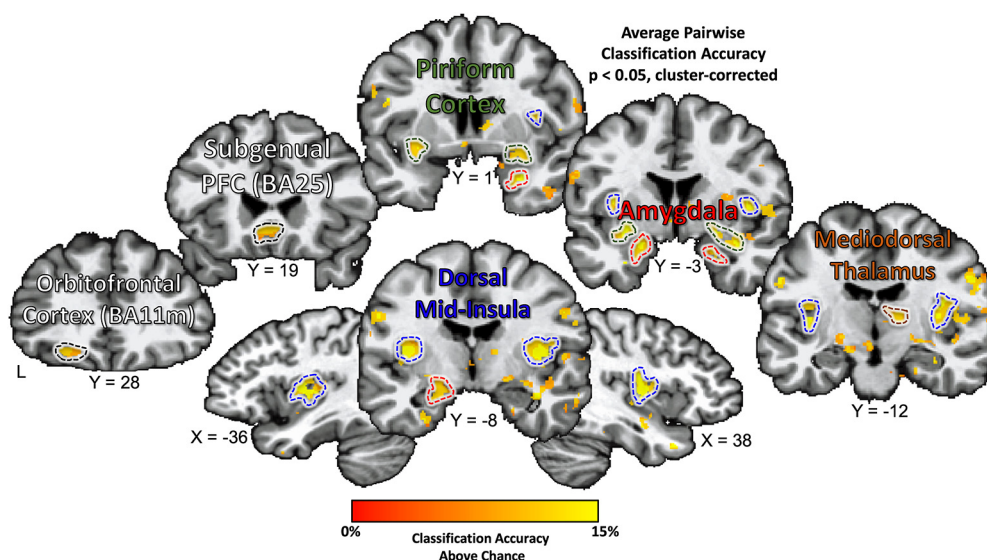 Average Pairwise
Classification Accuracy
p < 0.05, cluster-corrected
Piriform
Cortex
Y = 1
Subgenual
PFC (BA25)
Y = 19
Amygdala
Y = -3
Orbitofrontal
Cortex (BA11m)
L
Y = 28
Dorsal
Mid-Insula
X = -36
Y = -8
X = 38
Mediodorsal
Thalamus
Y = -12
0%
15%
Classification Accuracy
Above Chance